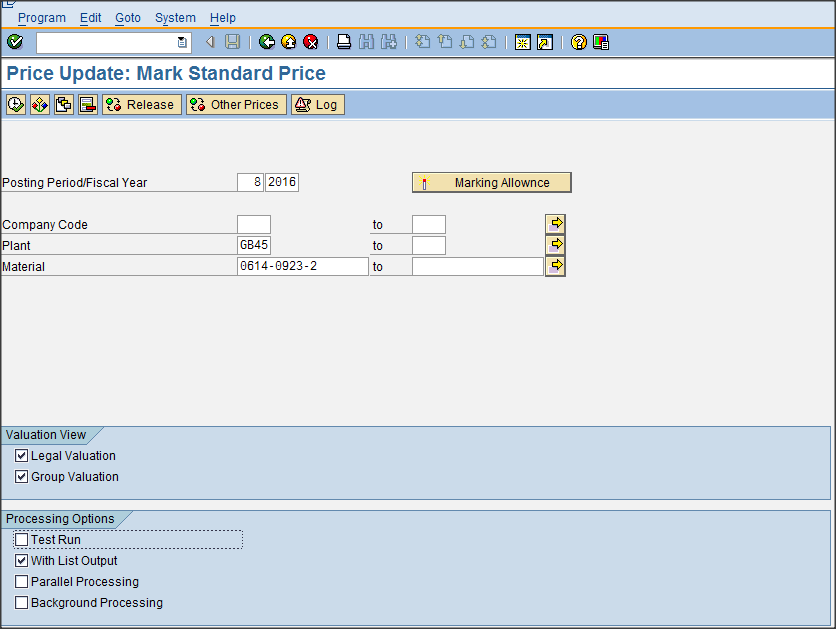 Program Edit Goto System Help
Price Update: Mark Standard Price
Release Other Prices Log
Posting Period/Fiscal Year 8 2016 Marking Allownce
Company Code to
Plant GB45 to
Material 0614-0923-2 to
Valuation View
Legal Valuation
Group Valuation
Processing Options
Test Run
With List Output
Parallel Processing
Background Processing